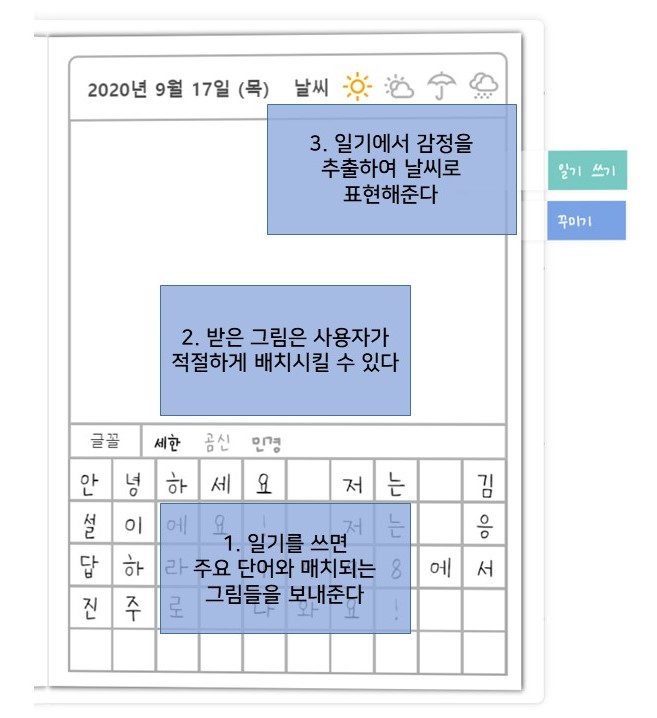 2020년 9월 17일 (목) 날씨
3. 일기에서 감정을
추출하여 날씨로
표현해준다
일기 쓰기
꾸미기
2. 받은 그림은 사용자가
적절하게 배치시킬 수 있다
글꼴 세한 곰신 민경
안녕하세요 저는 김
설이에요! 저는 응
답하라 8에서
진주로 나와요!
1. 일기를 쓰면
주요 단어와 매치되는
그림들을 보내준다